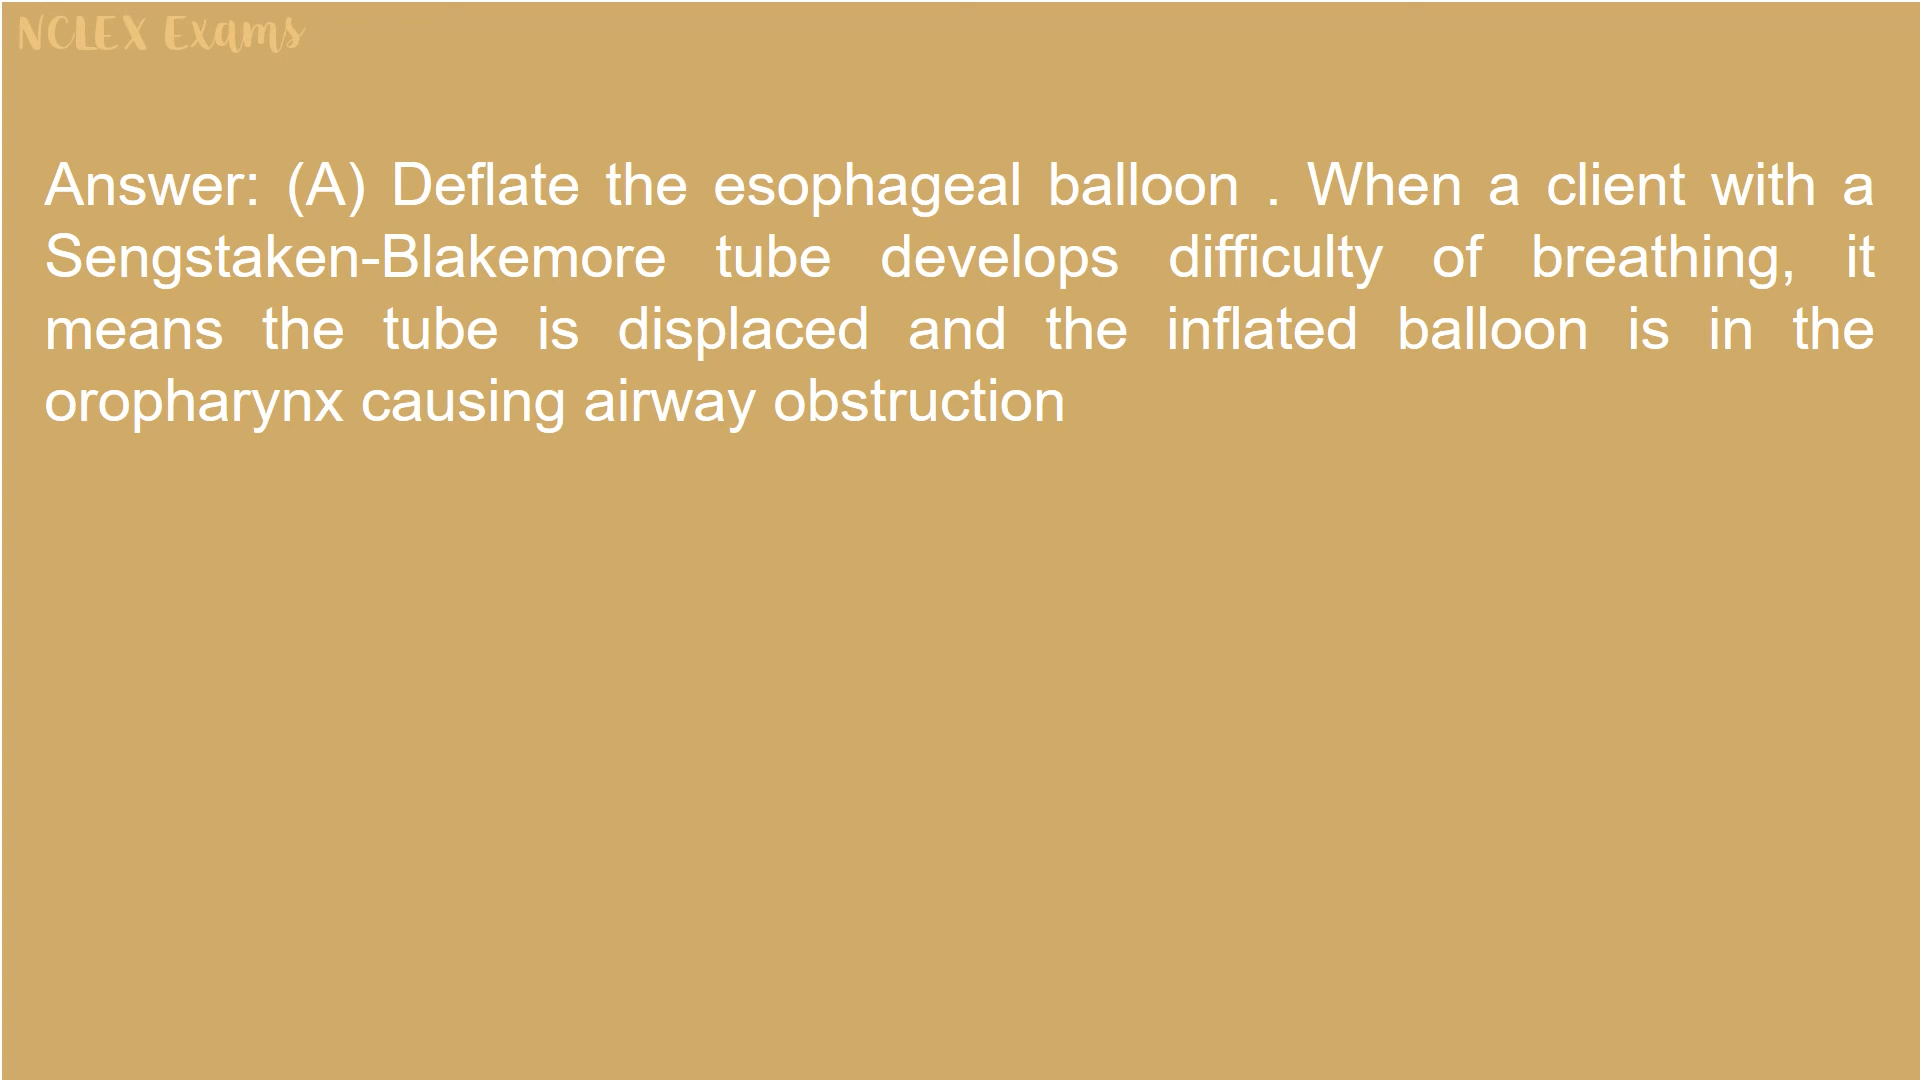 NCLEX Exams
Answer: (A) Deflate the esophageal balloon . When a client with a
Sengstaken-Blakemore tube develops difficulty of breathing, it
means the tube is displaced and the inflated balloon is in the
oropharynx causing airway obstruction